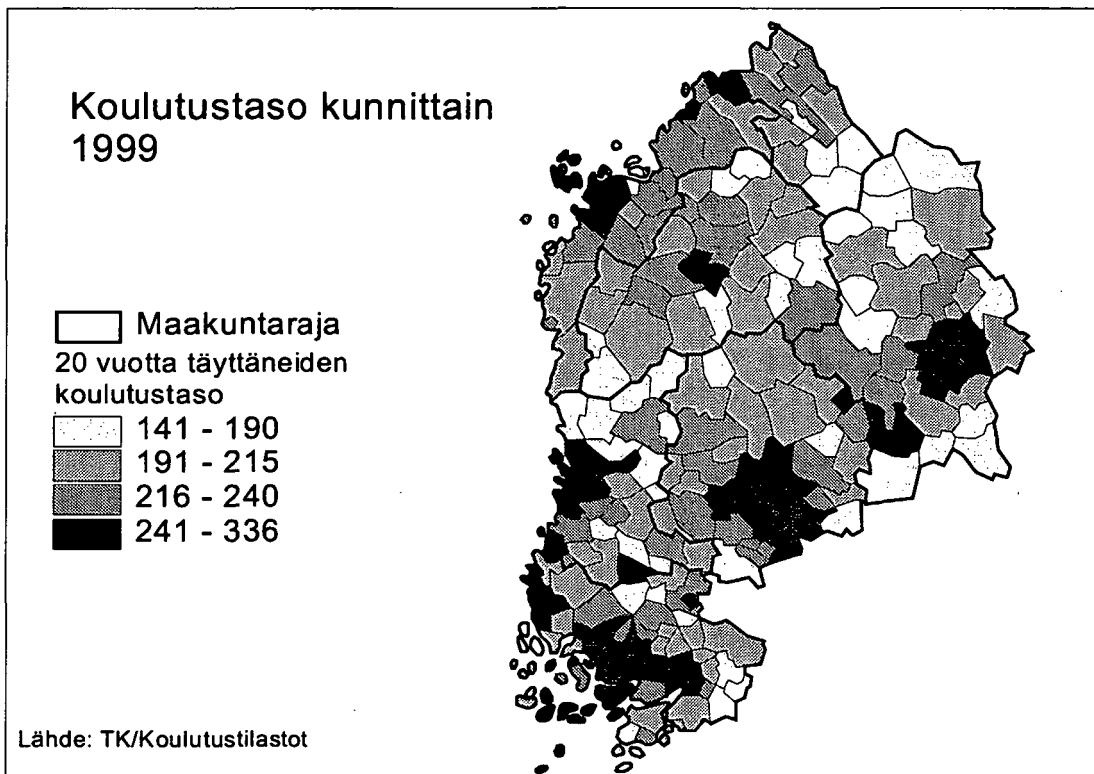 Koulutustaso kunnittain
1999
Maakuntaraja
20 vuotta täyttäneiden
koulutustaso
141 - 190
191 - 215
216 - 240
241 - 336
Lähde: TK/Koulutustilastot